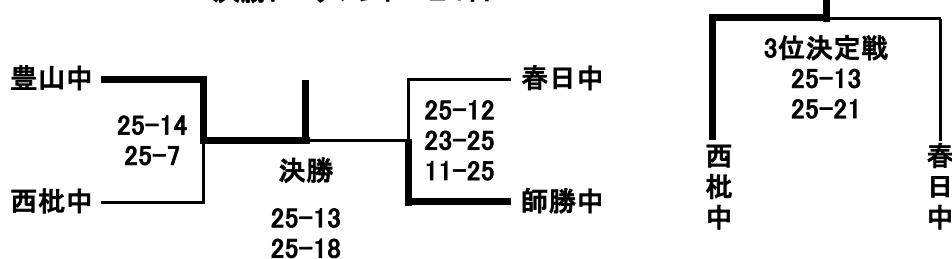 豊山中
25-14
25-7
西枇中
決勝
25-13
25-18
春日中
25-12
23-25
11-25
師勝中
3位決定戦
25-13
25-21
西枇中
春日中